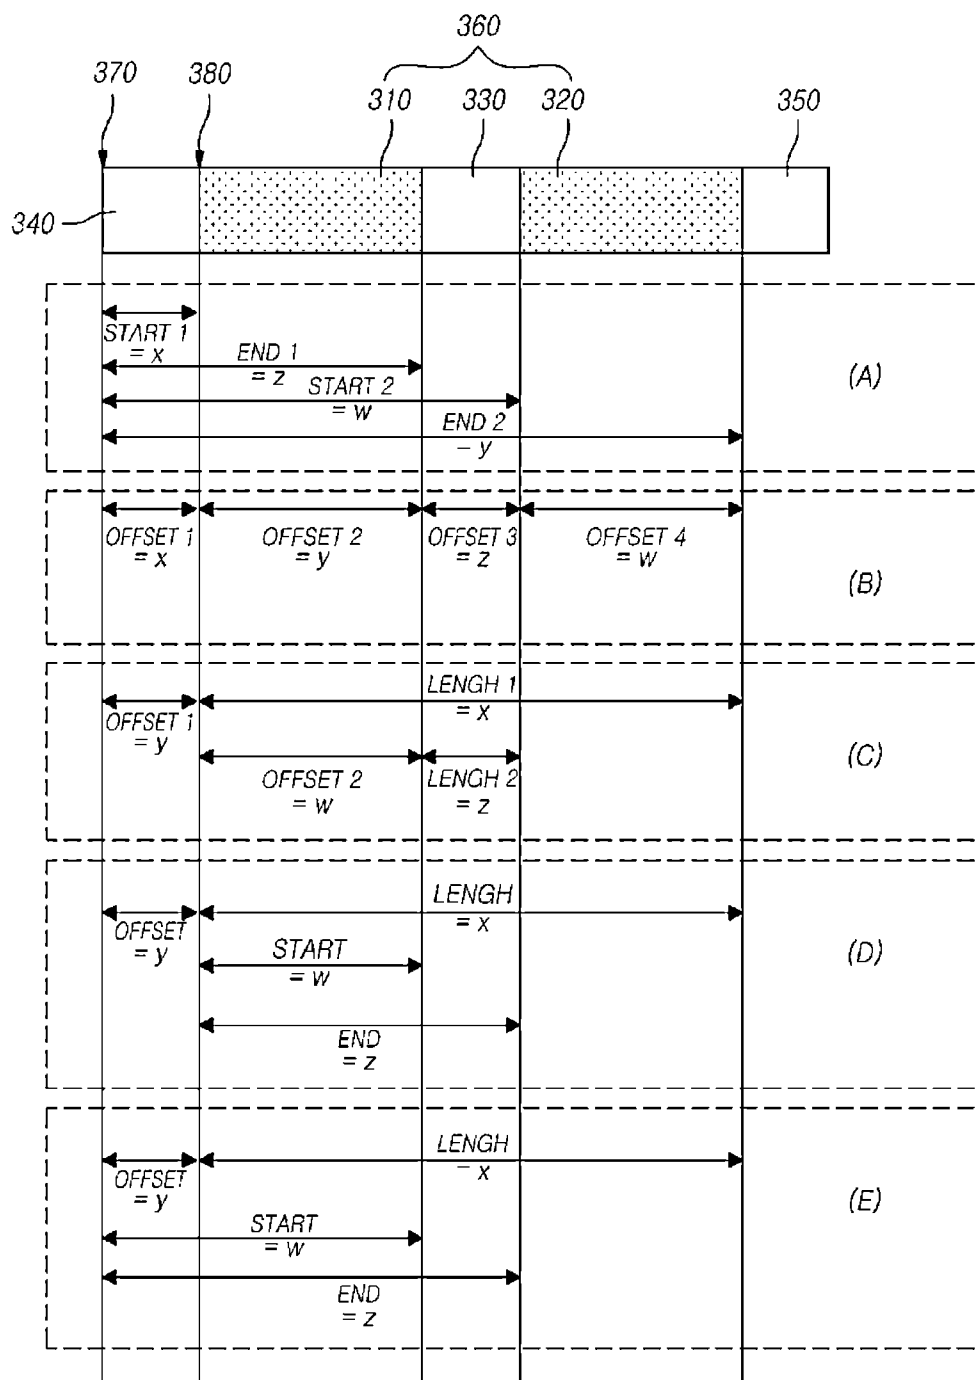 360
370
380
310
330
320
350
340
START 1
= x
END 1
= z
START 2
= w
END 2
– y
(A)
OFFSET 1
= x
OFFSET 2
= y
OFFSET 3
= z
OFFSET 4
= w
(B)
OFFSET 1
= y
LENGH 1
= x
OFFSET 2
= w
LENGH 2
= z
(C)
OFFSET
= y
LENGH
= x
START
= w
END
= z
(D)
OFFSET
= y
LENGH
– x
START
= w
END
= z
(E)